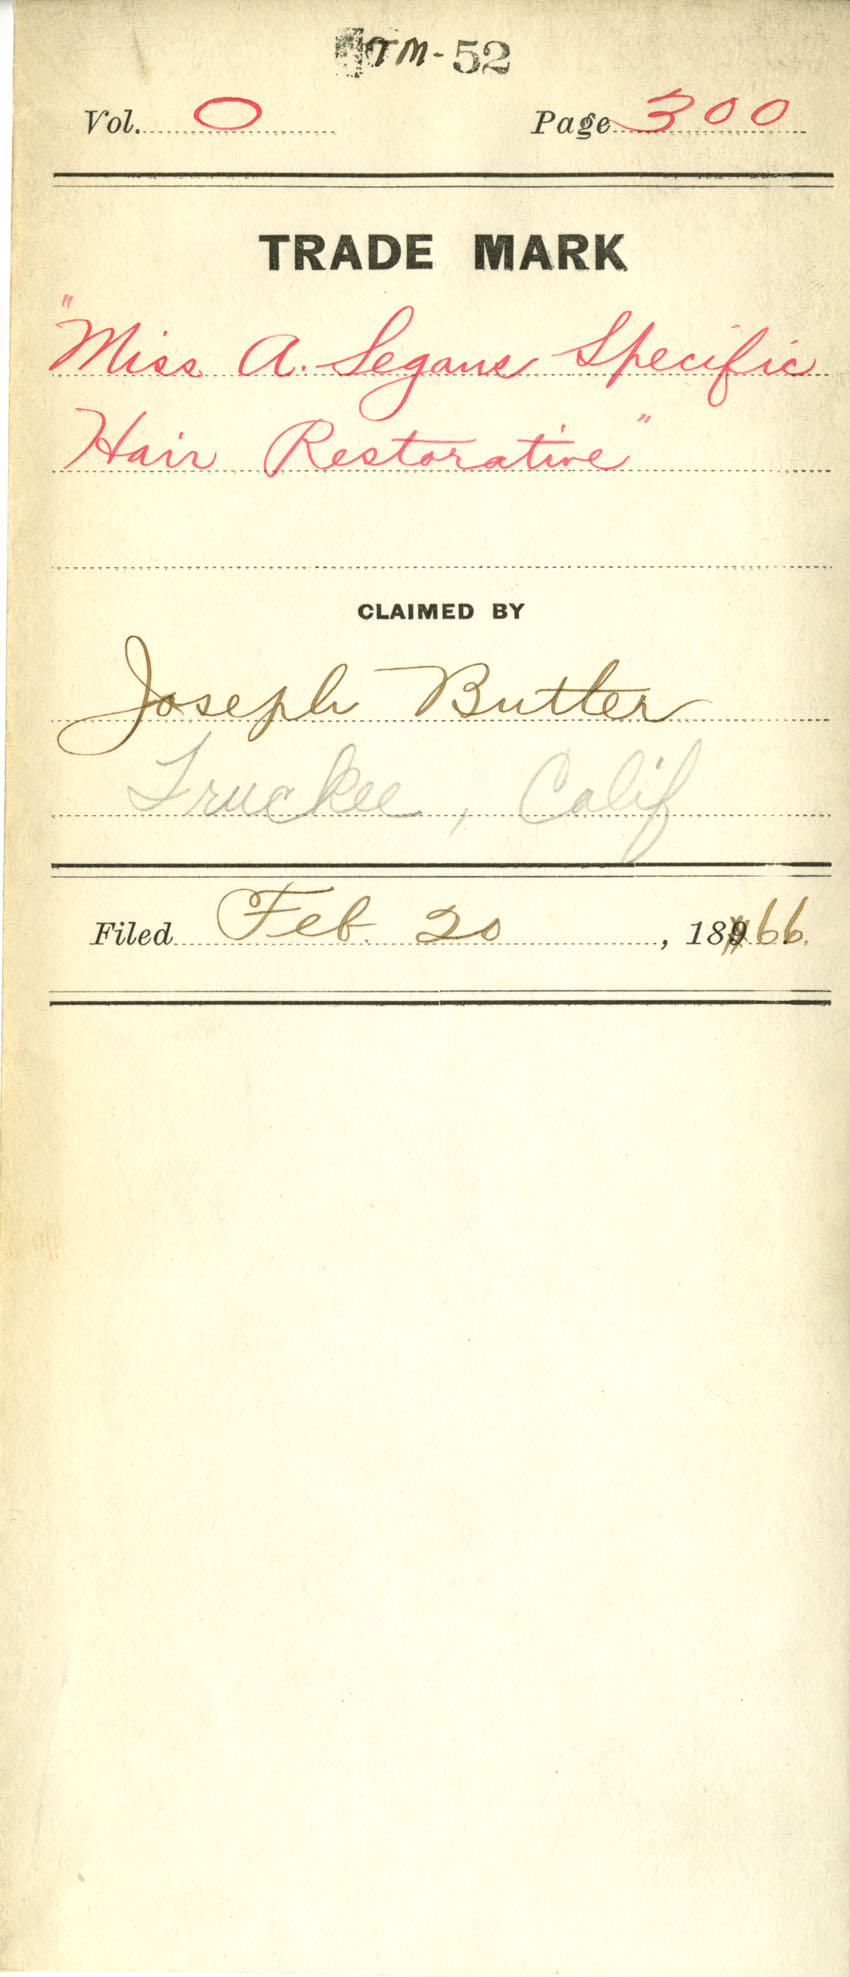 TM-52
Vol. 0 Page 300
TRADE MARK
"Miss A. Segans Specific
Hair Restorative"
CLAIMED BY
Joseph Butler
Truckee, Calif
Filed Feb. 20, 1866.